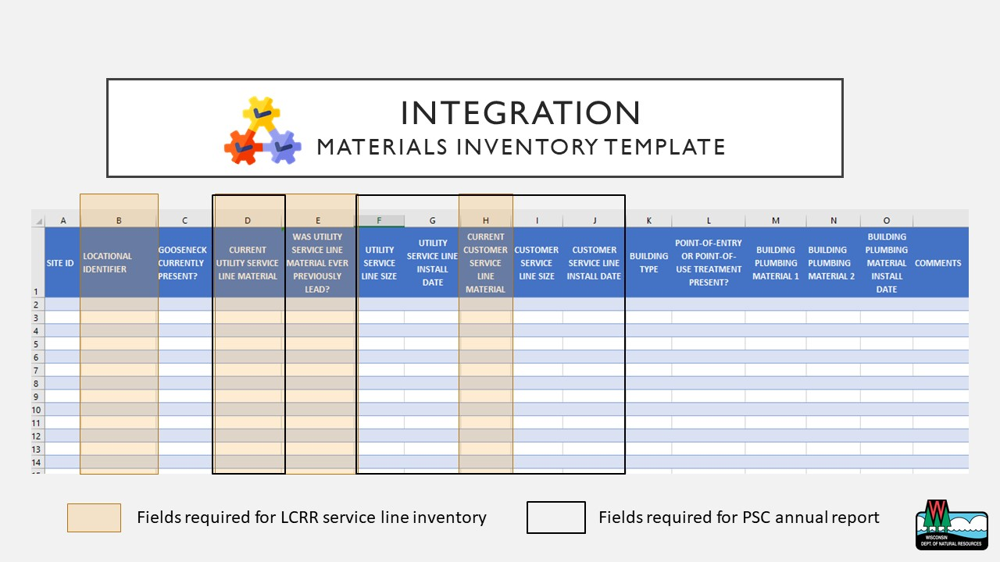 INTEGRATION
MATERIALS INVENTORY TEMPLATE
A B C D E F G H I J K L M N O
1
SITE ID
LOCATIONAL
IDENTIFIER
GOOSENECK
CURRENTLY
PRESENT?
CURRENT
UTILITY SERVICE
LINE MATERIAL
WAS UTILITY
SERVICE LINE
MATERIAL EVER
PREVIOUSLY
LEAD?
UTILITY
SERVICE
LINE SIZE
UTILITY
SERVICE LINE
INSTALL
DATE
CURRENT
CUSTOMER
SERVICE
LINE
MATERIAL
CUSTOMER
SERVICE
LINE SIZE
CUSTOMER
SERVICE LINE
INSTALL DATE
BUILDING
TYPE
POINT-OF-ENTRY
OR POINT-OF-
USE TREATMENT
PRESENT?
BUILDING
PLUMBING
MATERIAL 1
BUILDING
PLUMBING
MATERIAL 2
BUILDING
PLUMBING
MATERIAL
INSTALL
DATE
COMMENTS
2
3
4
5
6
7
8
9
10
11
12
13
14
Fields required for LCRR service line inventory
Fields required for PSC annual report
WISCONSIN
DEPT. OF NATURAL RESOURCES